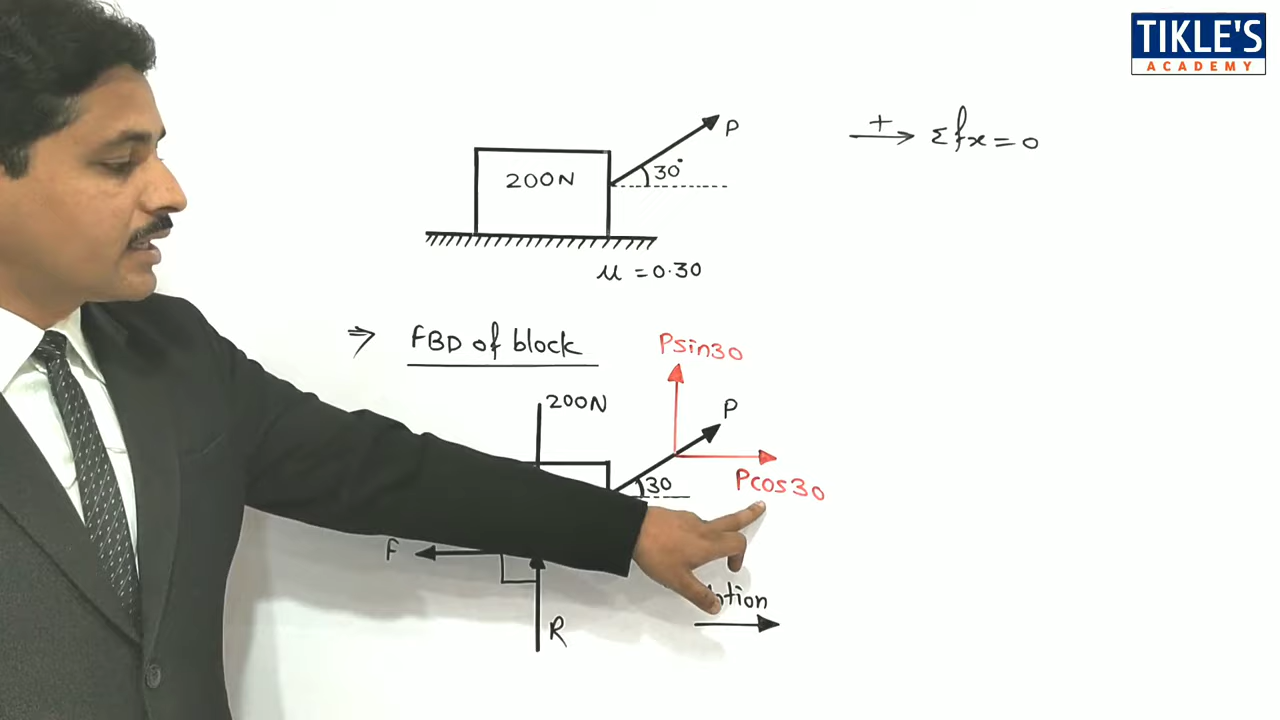 TIKLE'S
ACADEMY
P
200N
30°
μ = 0.30
+ Σfx = 0
⇒ FBD of block
Psin30
200N
P
30
Pcos30
F
R